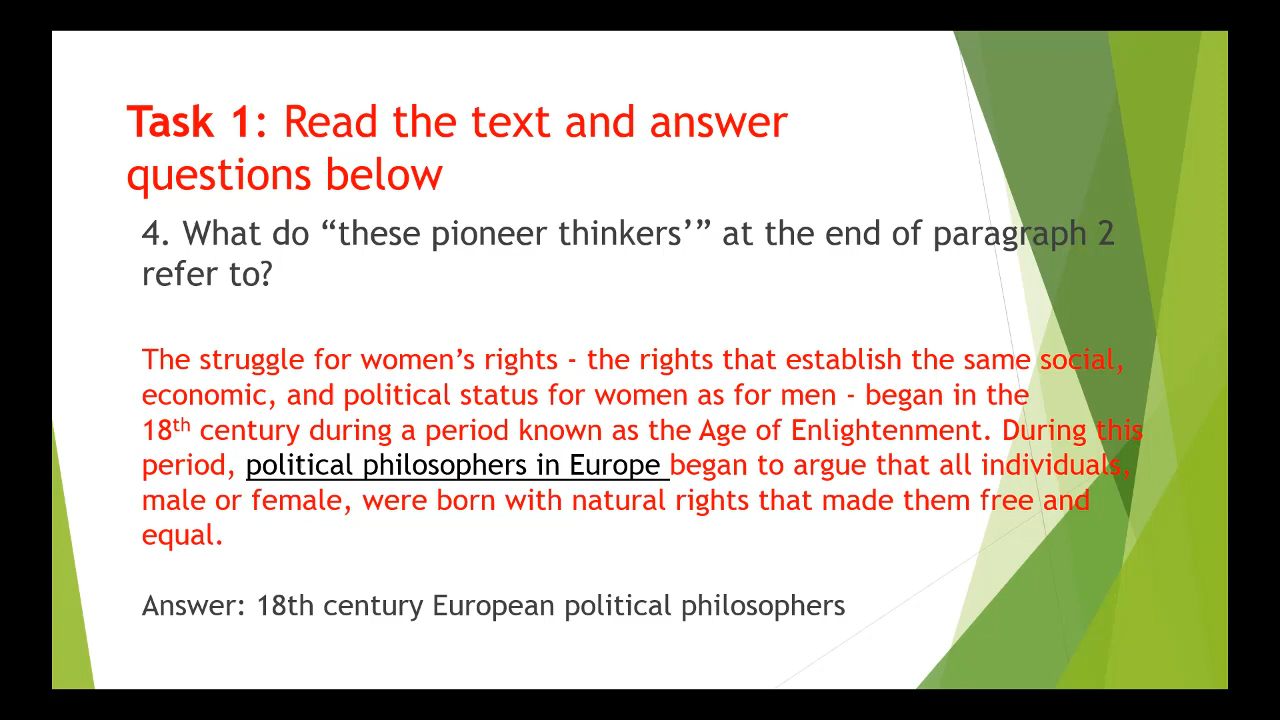 Task 1: Read the text and answer
questions below
4. What do “these pioneer thinkers’” at the end of paragraph 2
refer to?
The struggle for women’s rights - the rights that establish the same social,
economic, and political status for women as for men - began in the
18th century during a period known as the Age of Enlightenment. During this
period, political philosophers in Europe began to argue that all individuals,
male or female, were born with natural rights that made them free and
equal.
Answer: 18th century European political philosophers